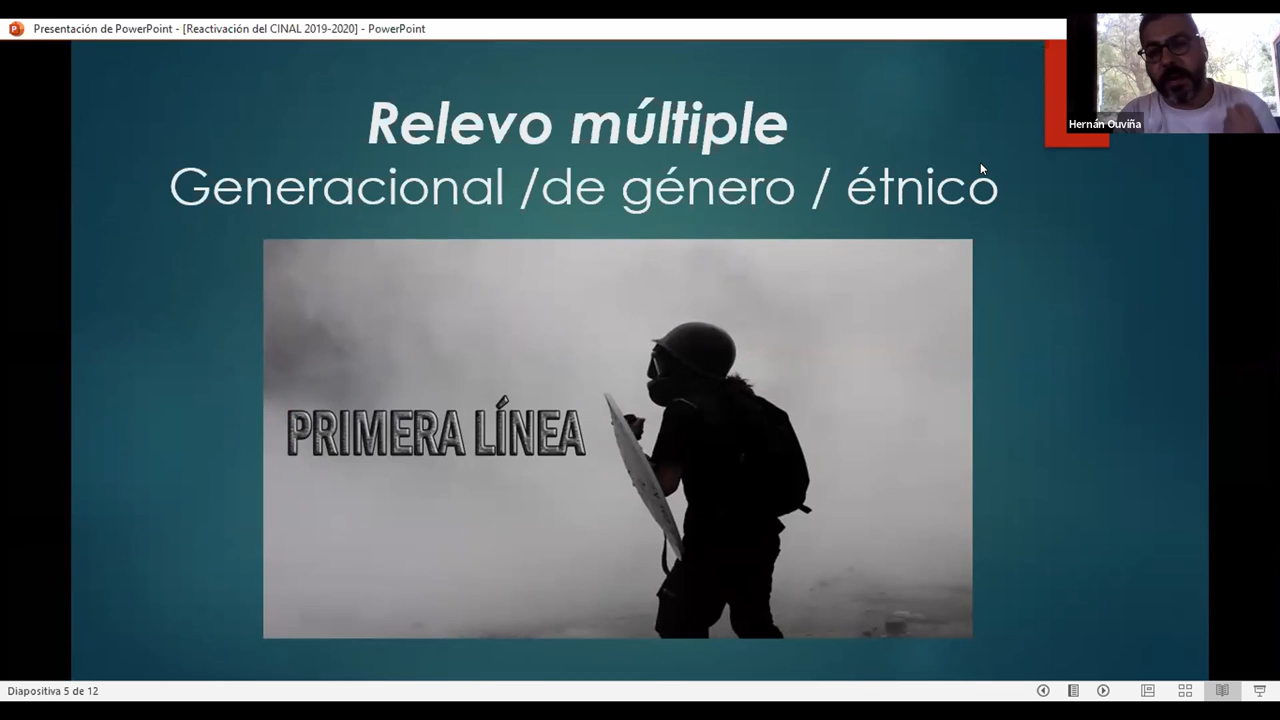 Presentación de PowerPoint - [Reactivación del CINAL 2019-2020] - PowerPoint
Hernán Ouviña
Relevo múltiple
Generacional /de género / étnico
PRIMERA LÍNEA
Diapositiva 5 de 12